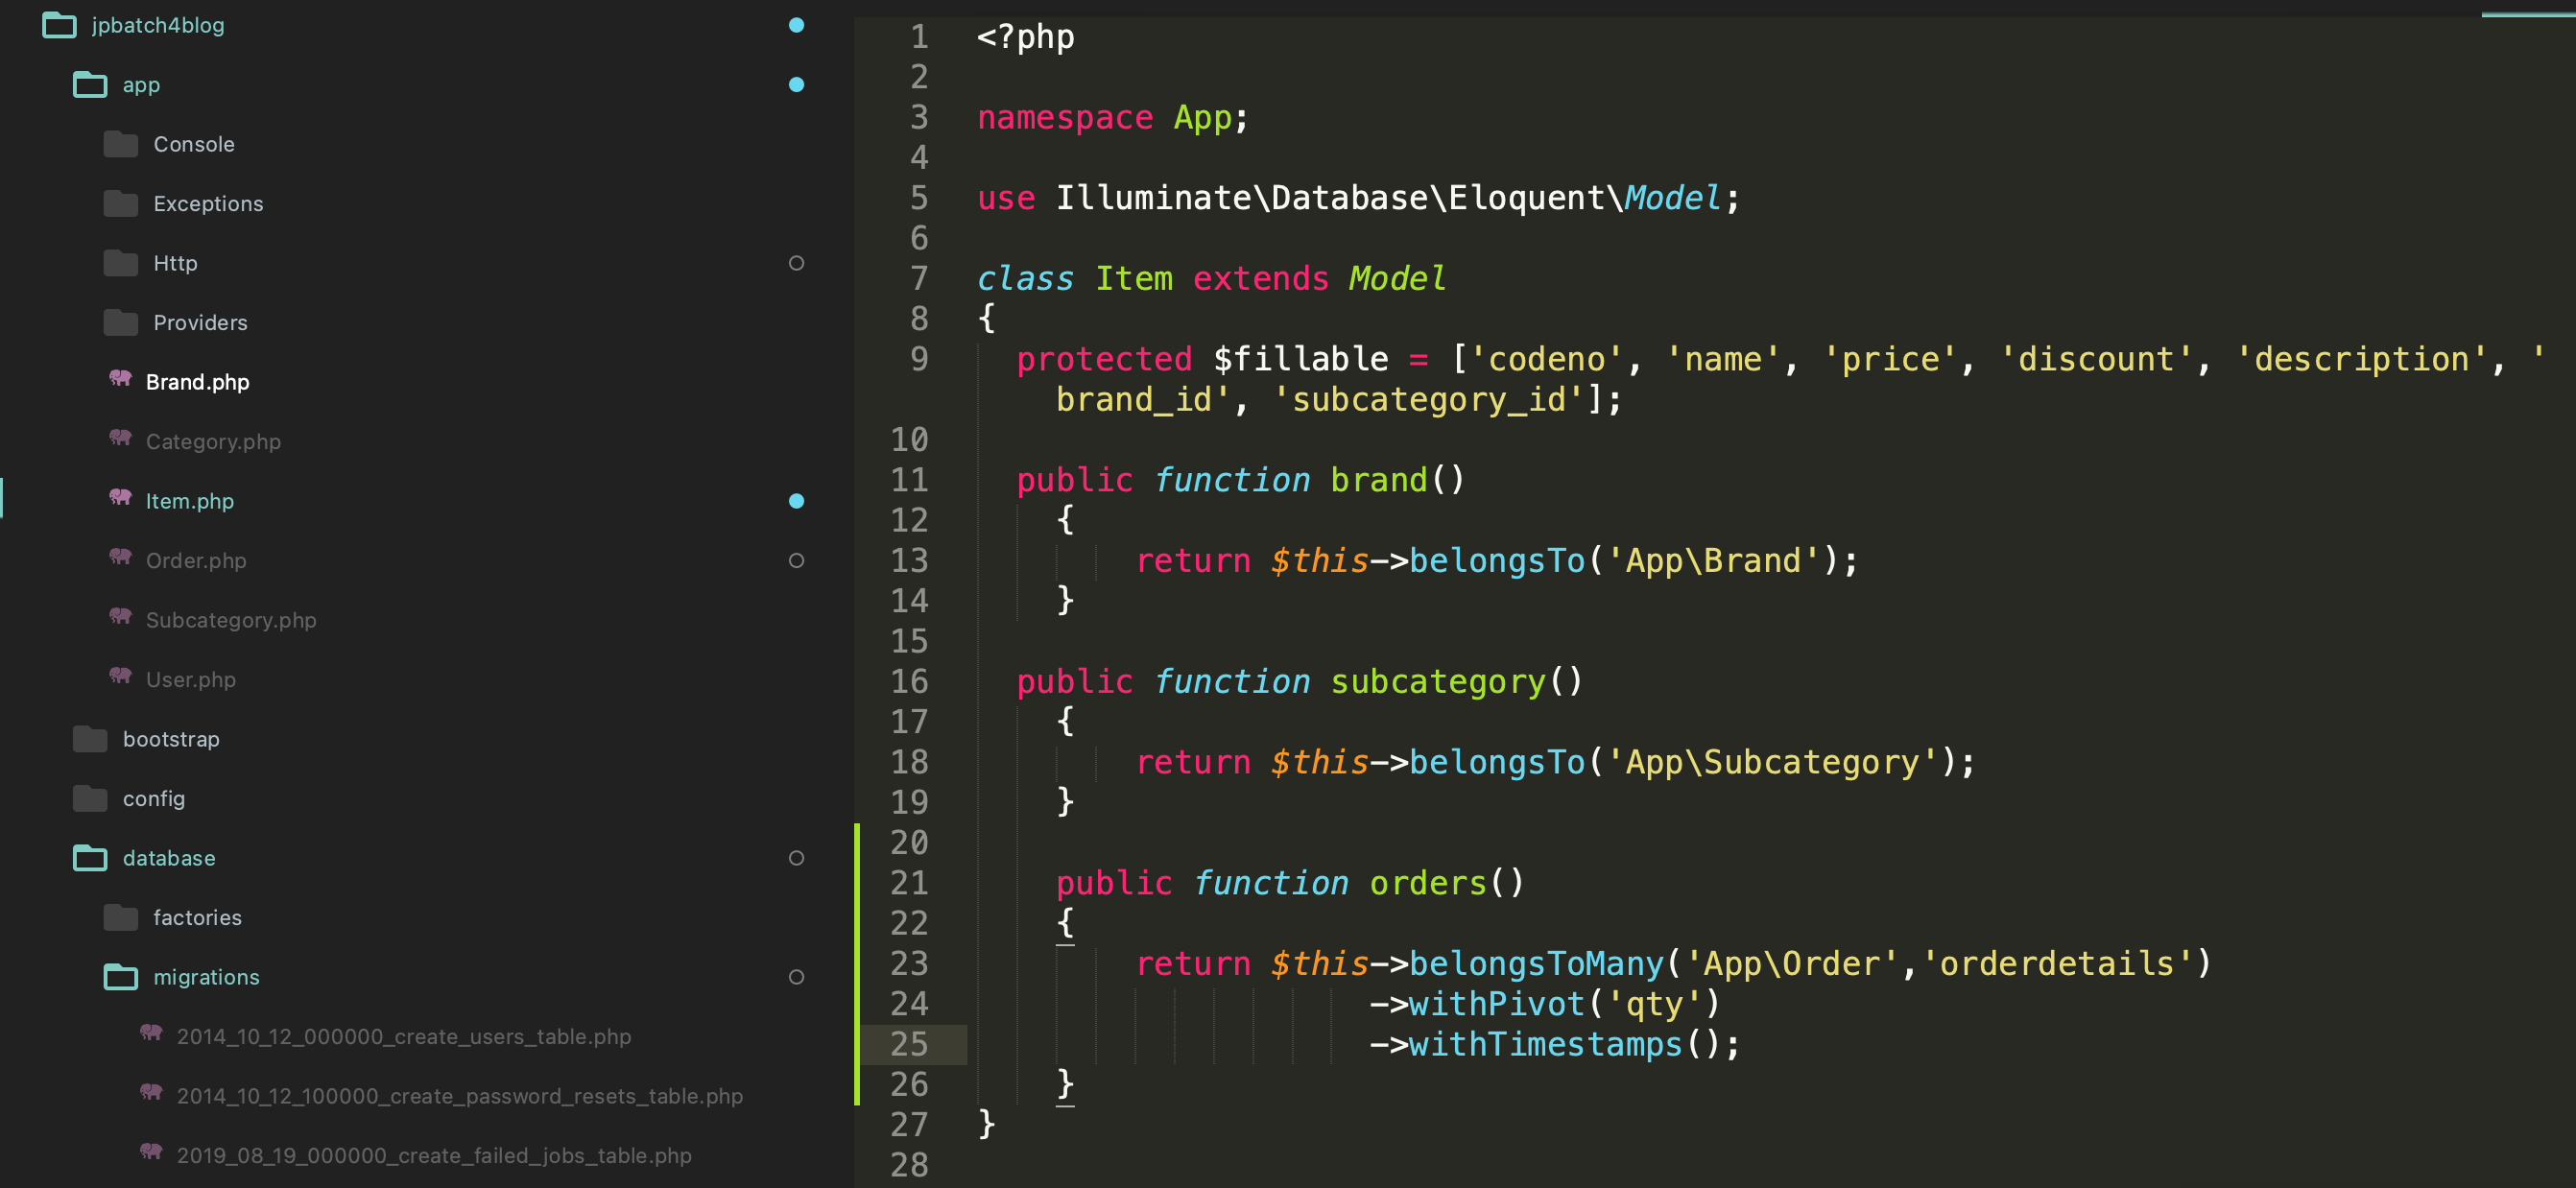 jpbatch4blog
app
Console
Exceptions
Http
Providers
Brand.php
Category.php
Item.php
Order.php
Subcategory.php
User.php
bootstrap
config
database
factories
migrations
2014_10_12_000000_create_users_table.php
2014_10_12_100000_create_password_resets_table.php
2019_08_19_000000_create_failed_jobs_table.php
1 <?php
2
3 namespace App;
4
5 use Illuminate\Database\Eloquent\Model;
6
7 class Item extends Model
8 {
9 protected $fillable = ['codeno', 'name', 'price', 'discount', 'description', '
brand_id', 'subcategory_id'];
10
11 public function brand()
12 {
13 return $this->belongsTo('App\Brand');
14 }
15
16 public function subcategory()
17 {
18 return $this->belongsTo('App\Subcategory');
19 }
20
21 public function orders()
22 {
23 return $this->belongsToMany('App\Order','orderdetails')
24 ->withPivot('qty')
25 ->withTimestamps();
26 }
27 }
28